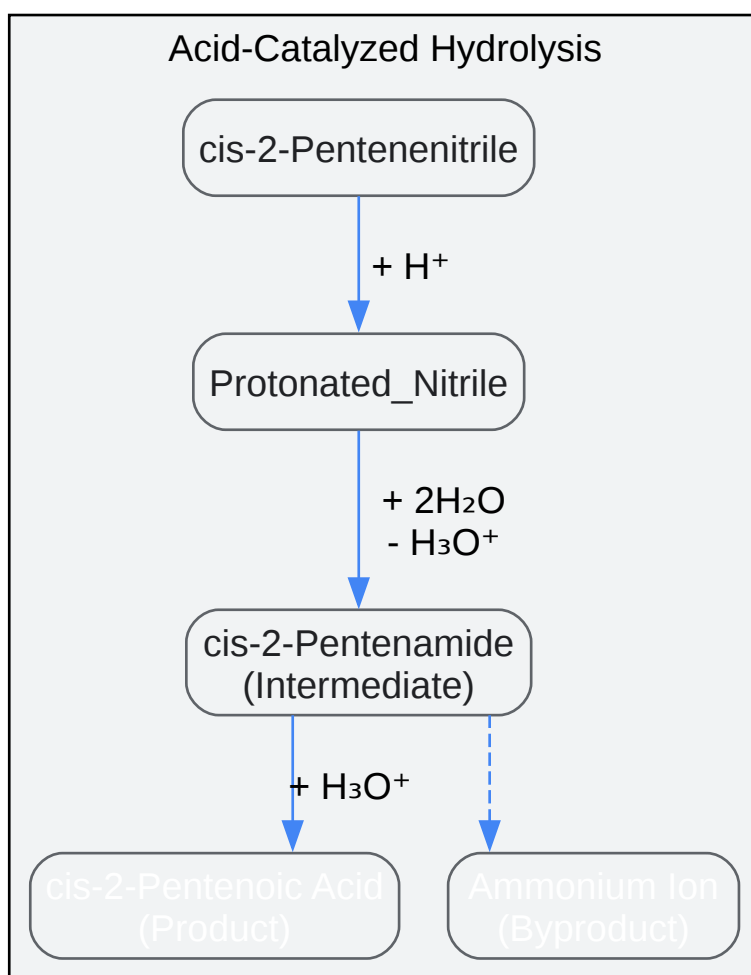 Acid-Catalyzed Hydrolysis
cis-2-Pentenenitrile
+ H⁺
Protonated_Nitrile
+ 2H₂O
- H₃O⁺
cis-2-Pentenamide
(Intermediate)
+ H₃O⁺
cis-2-Pentenoic Acid
(Product)
Ammonium Ion
(Byproduct)